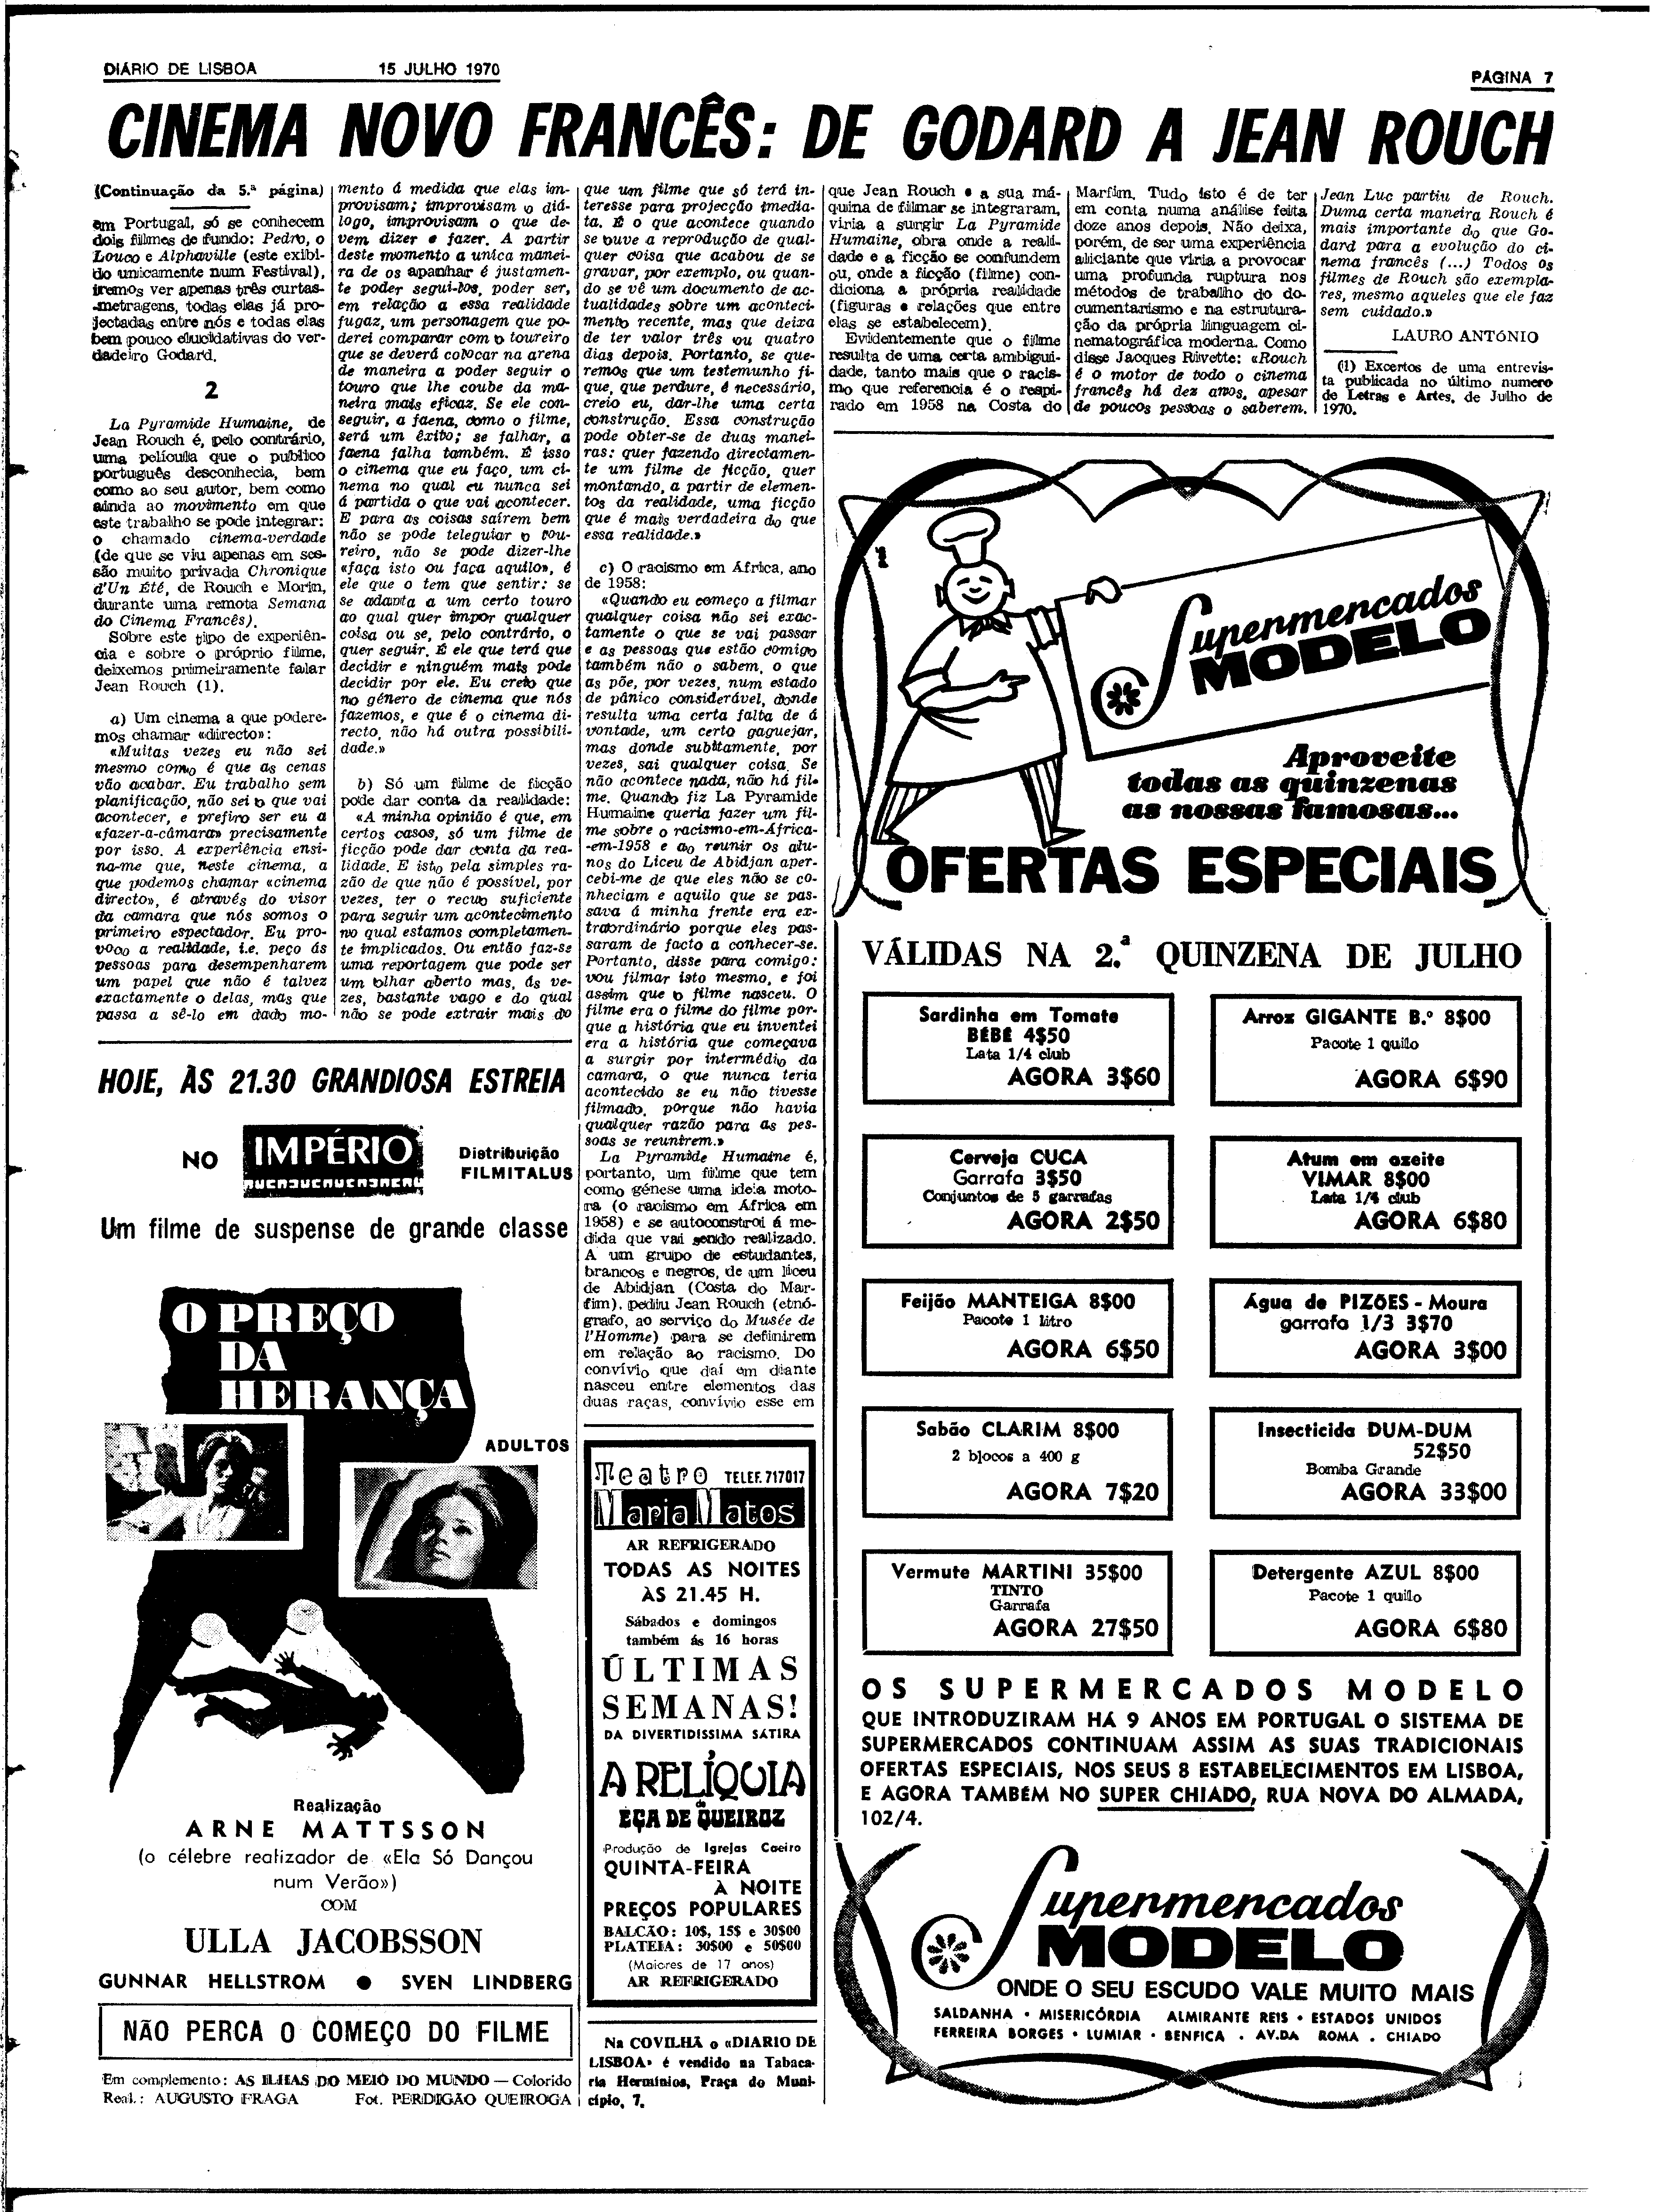 DIÁRIO DE LISBOA 15 JULHO 1970
PÁGINA 7
CINEMA NOVO FRANCÊS: DE GODARD A JEAN ROUCH
(Continuação da 5.ª página)
em Portugal, só se conhecem
dois filmes de fundo: Pedro, o
Louco e Alphaville (este exibi-
do unicamente num Festival),
iremos ver apenas três curtas-
-metragens, todas elas já pro-
jectadas entre nós e todas elas
bem pouco elucidativas do ver-
dadeiro Godard.
2
La Pyramide Humaine, de
Jean Rouch é, pelo contrário,
uma película que o publico
português desconhecia, bem
como ao seu autor, bem como
ainda ao movimento em que
este trabalho se pode integrar:
o chamado cinema-verdade
(de que se viu apenas em ses-
são muito privada Chronique
d'Un Été, de Rouch e Morin,
durante uma remota Semana
do Cinema Francês).
Sobre este tipo de experiên-
cia e sobre o próprio filme,
deixemos primeiramente falar
Jean Rouch (1).
a) Um cinema a que podere-
mos chamar «directo»:
«Muitas vezes eu não sei
mesmo como é que as cenas
vão acabar. Eu trabalho sem
planificação, não sei o que vai
acontecer, e prefiro ser eu a
«fazer-a-câmara» precisamente
por isso. A experiência ensi-
na-me que, neste cinema, a
que podemos chamar «cinema
directo», é através do visor
da camara que nós somos o
primeiro espectador. Eu pro-
voco a realidade, i.e. peço ás
pessoas para desempenharem
um papel que não é talvez
exactamente o delas, mas que
passa a sê-lo em dado mo-
mento á medida que elas im-
provisam; improvisam o diá-
logo, improvisam o que de-
vem dizer e fazer. A partir
deste momento a unica manei-
ra de os apanhar é justamen-
te poder segui-los, poder ser,
em relação a essa realidade
fugaz, um personagem que po-
derei comparar com o toureiro
que se deverá colocar na arena
de maneira a poder seguir o
touro que lhe coube da ma-
neira mais eficaz. Se ele con-
seguir, a faena, como o filme,
será um êxito; se falhar, a
faena falha também. É isso
o cinema que eu faço, um ci-
nema no qual eu nunca sei
á partida o que vai acontecer.
E para as coisas saírem bem
não se pode teleguiar o tou-
reiro, não se pode dizer-lhe
«faça isto ou faça aquilo», é
ele que o tem que sentir: se
se adapta a um certo touro
ao qual quer impor qualquer
coisa ou se, pelo contrário, o
quer seguir. É ele que terá que
decidir e ninguém mais pode
decidir por ele. Eu creio que
no género de cinema que nós
fazemos, e que é o cinema di-
recto, não há outra possibili-
dade.»
b) Só um filme de ficção
pode dar conta da realidade:
«A minha opinião é que, em
certos casos, só um filme de
ficção pode dar conta da rea-
lidade. E isto pela simples ra-
zão de que não é possível, por
vezes, ter o recuo suficiente
para seguir um acontecimento
no qual estamos completamen-
te implicados. Ou então faz-se
uma reportagem que pode ser
um olhar aberto mas, ás ve-
zes, bastante vago e do qual
não se pode extrair mais do
que um filme que só terá in-
teresse para projecção imedia-
ta. É o que acontece quando
se ouve a reprodução de qual-
quer coisa que acabou de se
gravar, por exemplo, ou quan-
do se vê um documento de ac-
tualidades sobre um aconteci-
mento recente, mas que deixa
de ter valor três ou quatro
dias depois. Portanto, se que-
remos que um testemunho fi-
que, que perdure, é necessário,
creio eu, dar-lhe uma certa
construção. Essa construção
pode obter-se de duas manei-
ras: quer fazendo directamen-
te um filme de ficção, quer
montando, a partir de elemen-
tos da realidade, uma ficção
que é mais verdadeira do que
essa realidade.»
c) O racismo em África, ano
de 1958:
«Quando eu começo a filmar
qualquer coisa não sei exac-
tamente o que se vai passar
e as pessoas que estão comigo
também não o sabem, o que
as põe, por vezes, num estado
de pânico considerável, donde
resulta uma certa falta de á
vontade, um certo gaguejar,
mas donde subitamente, por
vezes, sai qualquer coisa. Se
não acontece nada, não há fil-
me. Quando fiz La Pyramide
Humaine queria fazer um fil-
me sobre o racismo-em-África-
-em-1958 e ao reunir os alu-
nos do Liceu de Abidjan aper-
cebi-me de que eles não se co-
nheciam e aquilo que se pas-
sava á minha frente era ex-
traordinário porque eles pas-
saram de facto a conhecer-se.
Portanto, disse para comigo:
vou filmar isto mesmo, e foi
assim que o filme nasceu. O
filme era o filme do filme por-
que a história que eu inventei
era a história que começava
a surgir por intermédio da
camara, o que nunca teria
acontecido se eu não tivesse
filmado, porque não havia
qualquer razão para as pes-
soas se reunirem.»
La Pyramide Humaine é,
portanto, um filme que tem
como génese uma ideia moto-
ra (o racismo em África em
1958) e se autoconstroi á me-
dida que vai sendo realizado.
A um grupo de estudantes,
brancos e negros, de um liceu
de Abidjan (Costa do Mar-
fim), pediu Jean Rouch (etnó-
grafo, ao serviço do Musée de
l'Homme) para se definirem
em relação ao racismo. Do
convívio que daí em diante
nasceu entre elementos das
duas raças, convívio esse em
que Jean Rouch e a sua má-
quina de filmar se integraram,
viria a surgir La Pyramide
Humaine, obra onde a reali-
dade e a ficção se confundem
ou, onde a ficção (filme) con-
diciona a própria realidade
(figuras e relações que entre
elas se estabelecem).
Evidentemente que o filme
resulta de uma certa ambigui-
dade, tanto mais que o racis-
mo que referencia é o respi-
rado em 1958 na Costa do
Marfim. Tudo isto é de ter
em conta numa análise feita
doze anos depois. Não deixa,
porém, de ser uma experiência
aliciante que viria a provocar
uma profunda ruptura nos
métodos de trabalho do do-
cumentarismo e na estrutura-
ção da própria linguagem ci-
nematográfica moderna. Como
disse Jacques Rivette: «Rouch
é o motor de todo o cinema
francês há dez anos, apesar
de poucas pessoas o saberem.
Jean Luc partiu de Rouch.
Duma certa maneira Rouch é
mais importante do que Go-
dard para a evolução do ci-
nema francês (...) Todos os
filmes de Rouch são exempla-
res, mesmo aqueles que ele faz
sem cuidado.»
LAURO ANTÓNIO
(1) Excertos de uma entrevis-
ta publicada no último numero
de Letras e Artes, de Julho de
1970.
HOJE, ÀS 21.30 GRANDIOSA ESTREIA
NO IMPÉRIO
Distribuição
FILMITALUS
Um filme de suspense de grande classe
O PREÇO
DA
HERANÇA
ADULTOS
Realização
ARNE MATTSSON
(o célebre realizador de «Ela Só Dançou
num Verão»)
COM
ULLA JACOBSSON
GUNNAR HELLSTROM ● SVEN LINDBERG
NÃO PERCA O COMEÇO DO FILME
Em complemento: AS ILHAS DO MEIO DO MUNDO — Colorido
Real.: AUGUSTO FRAGA Fot. PERDIGÃO QUEIROGA
Teatro TELEF. 717017
Maria Matos
AR REFRIGERADO
TODAS AS NOITES
ÀS 21.45 H.
Sábados e domingos
também ás 16 horas
ÚLTIMAS
SEMANAS!
DA DIVERTIDISSIMA SÁTIRA
A RELÍQUIA
de
EÇA DE QUEIROZ
Produção de Igrejas Caeiro
QUINTA-FEIRA
À NOITE
PREÇOS POPULARES
BALCÃO: 10$, 15$ e 30$00
PLATEIA: 30$00 e 50$00
(Maiores de 17 anos)
AR REFRIGERADO
Na COVILHÃ o «DIARIO DE
LISBOA» é vendido na Tabaca-
ria Hermínios, Praça do Muni-
cípio, 7.
Supermercados
MODELO
Aproveite
todas as quinzenas
as nossas famosas...
OFERTAS ESPECIAIS
VÁLIDAS NA 2.ª QUINZENA DE JULHO
Sardinha em Tomate
BÉBÉ 4$50
Lata 1/4 club
AGORA 3$60
Arroz GIGANTE B.º 8$00
Pacote 1 quilo
AGORA 6$90
Cerveja CUCA
Garrafa 3$50
Conjuntos de 5 garrafas
AGORA 2$50
Atum em azeite
VIMAR 8$00
Lata 1/4 club
AGORA 6$80
Feijão MANTEIGA 8$00
Pacote 1 litro
AGORA 6$50
Água de PIZÕES - Moura
garrafa 1/3 3$70
AGORA 3$00
Sabão CLARIM 8$00
2 blocos a 400 g
AGORA 7$20
Insecticida DUM-DUM
52$50
Bomba Grande
AGORA 33$00
Vermute MARTINI 35$00
TINTO
Garrafa
AGORA 27$50
Detergente AZUL 8$00
Pacote 1 quilo
AGORA 6$80
OS SUPERMERCADOS MODELO
QUE INTRODUZIRAM HÁ 9 ANOS EM PORTUGAL O SISTEMA DE
SUPERMERCADOS CONTINUAM ASSIM AS SUAS TRADICIONAIS
OFERTAS ESPECIAIS, NOS SEUS 8 ESTABELECIMENTOS EM LISBOA,
E AGORA TAMBÉM NO SUPER CHIADO, RUA NOVA DO ALMADA,
102/4.
Supermercados
MODELO
ONDE O SEU ESCUDO VALE MUITO MAIS
SALDANHA • MISERICÓRDIA ALMIRANTE REIS • ESTADOS UNIDOS
FERREIRA BORGES • LUMIAR • BENFICA . AV.DA ROMA . CHIADO